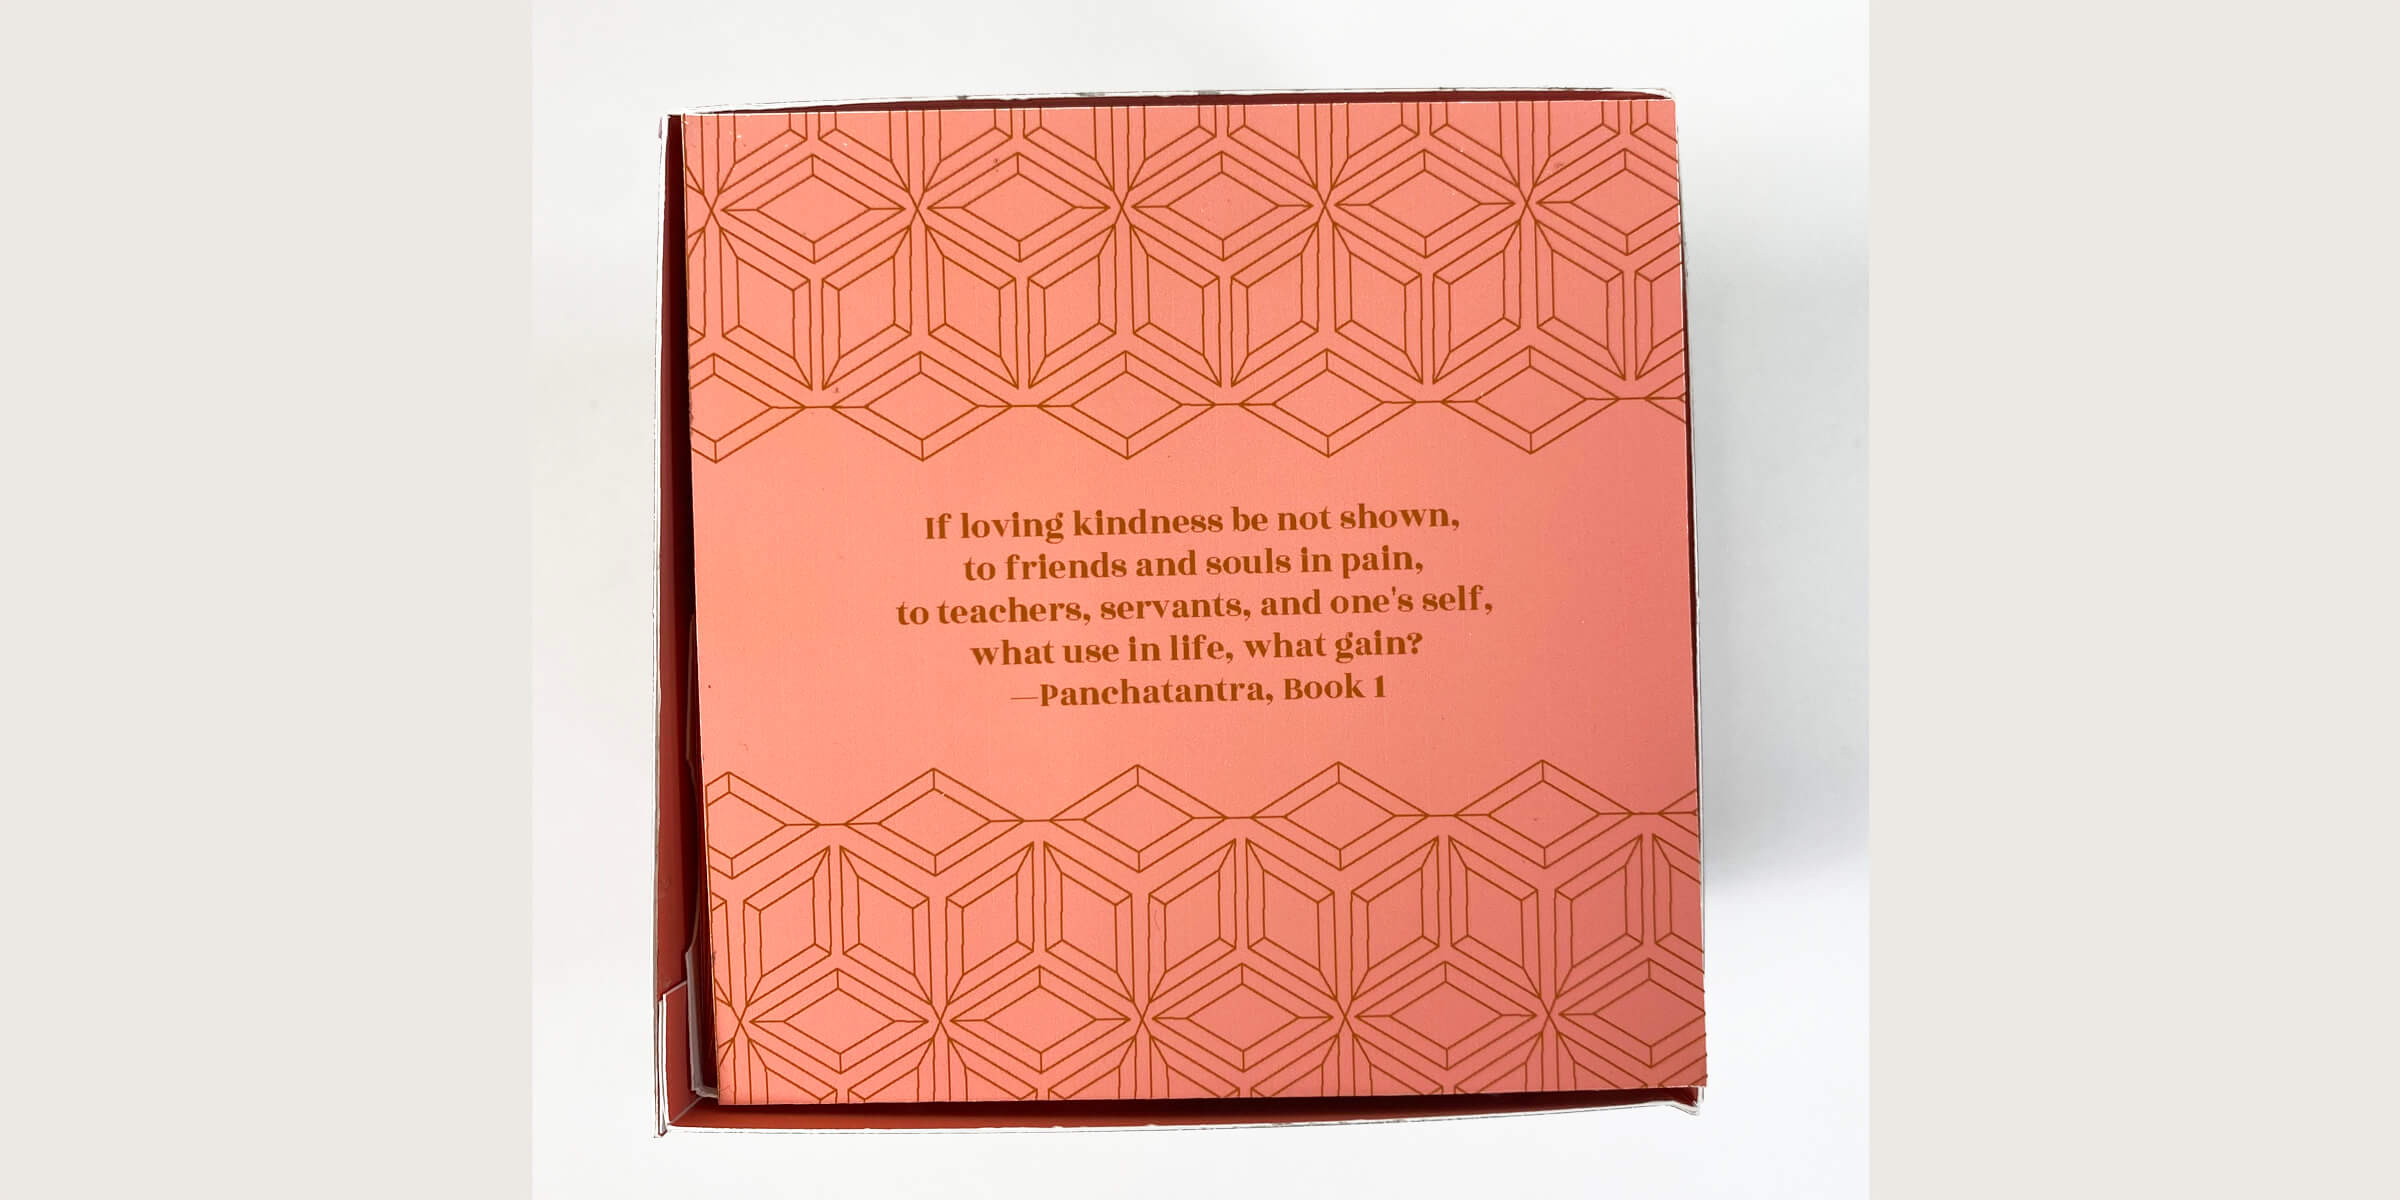 If loving kindness be not shown,
to friends and souls in pain,
to teachers, servants, and one's self,
what use in life, what gain?
—Panchatantra, Book 1